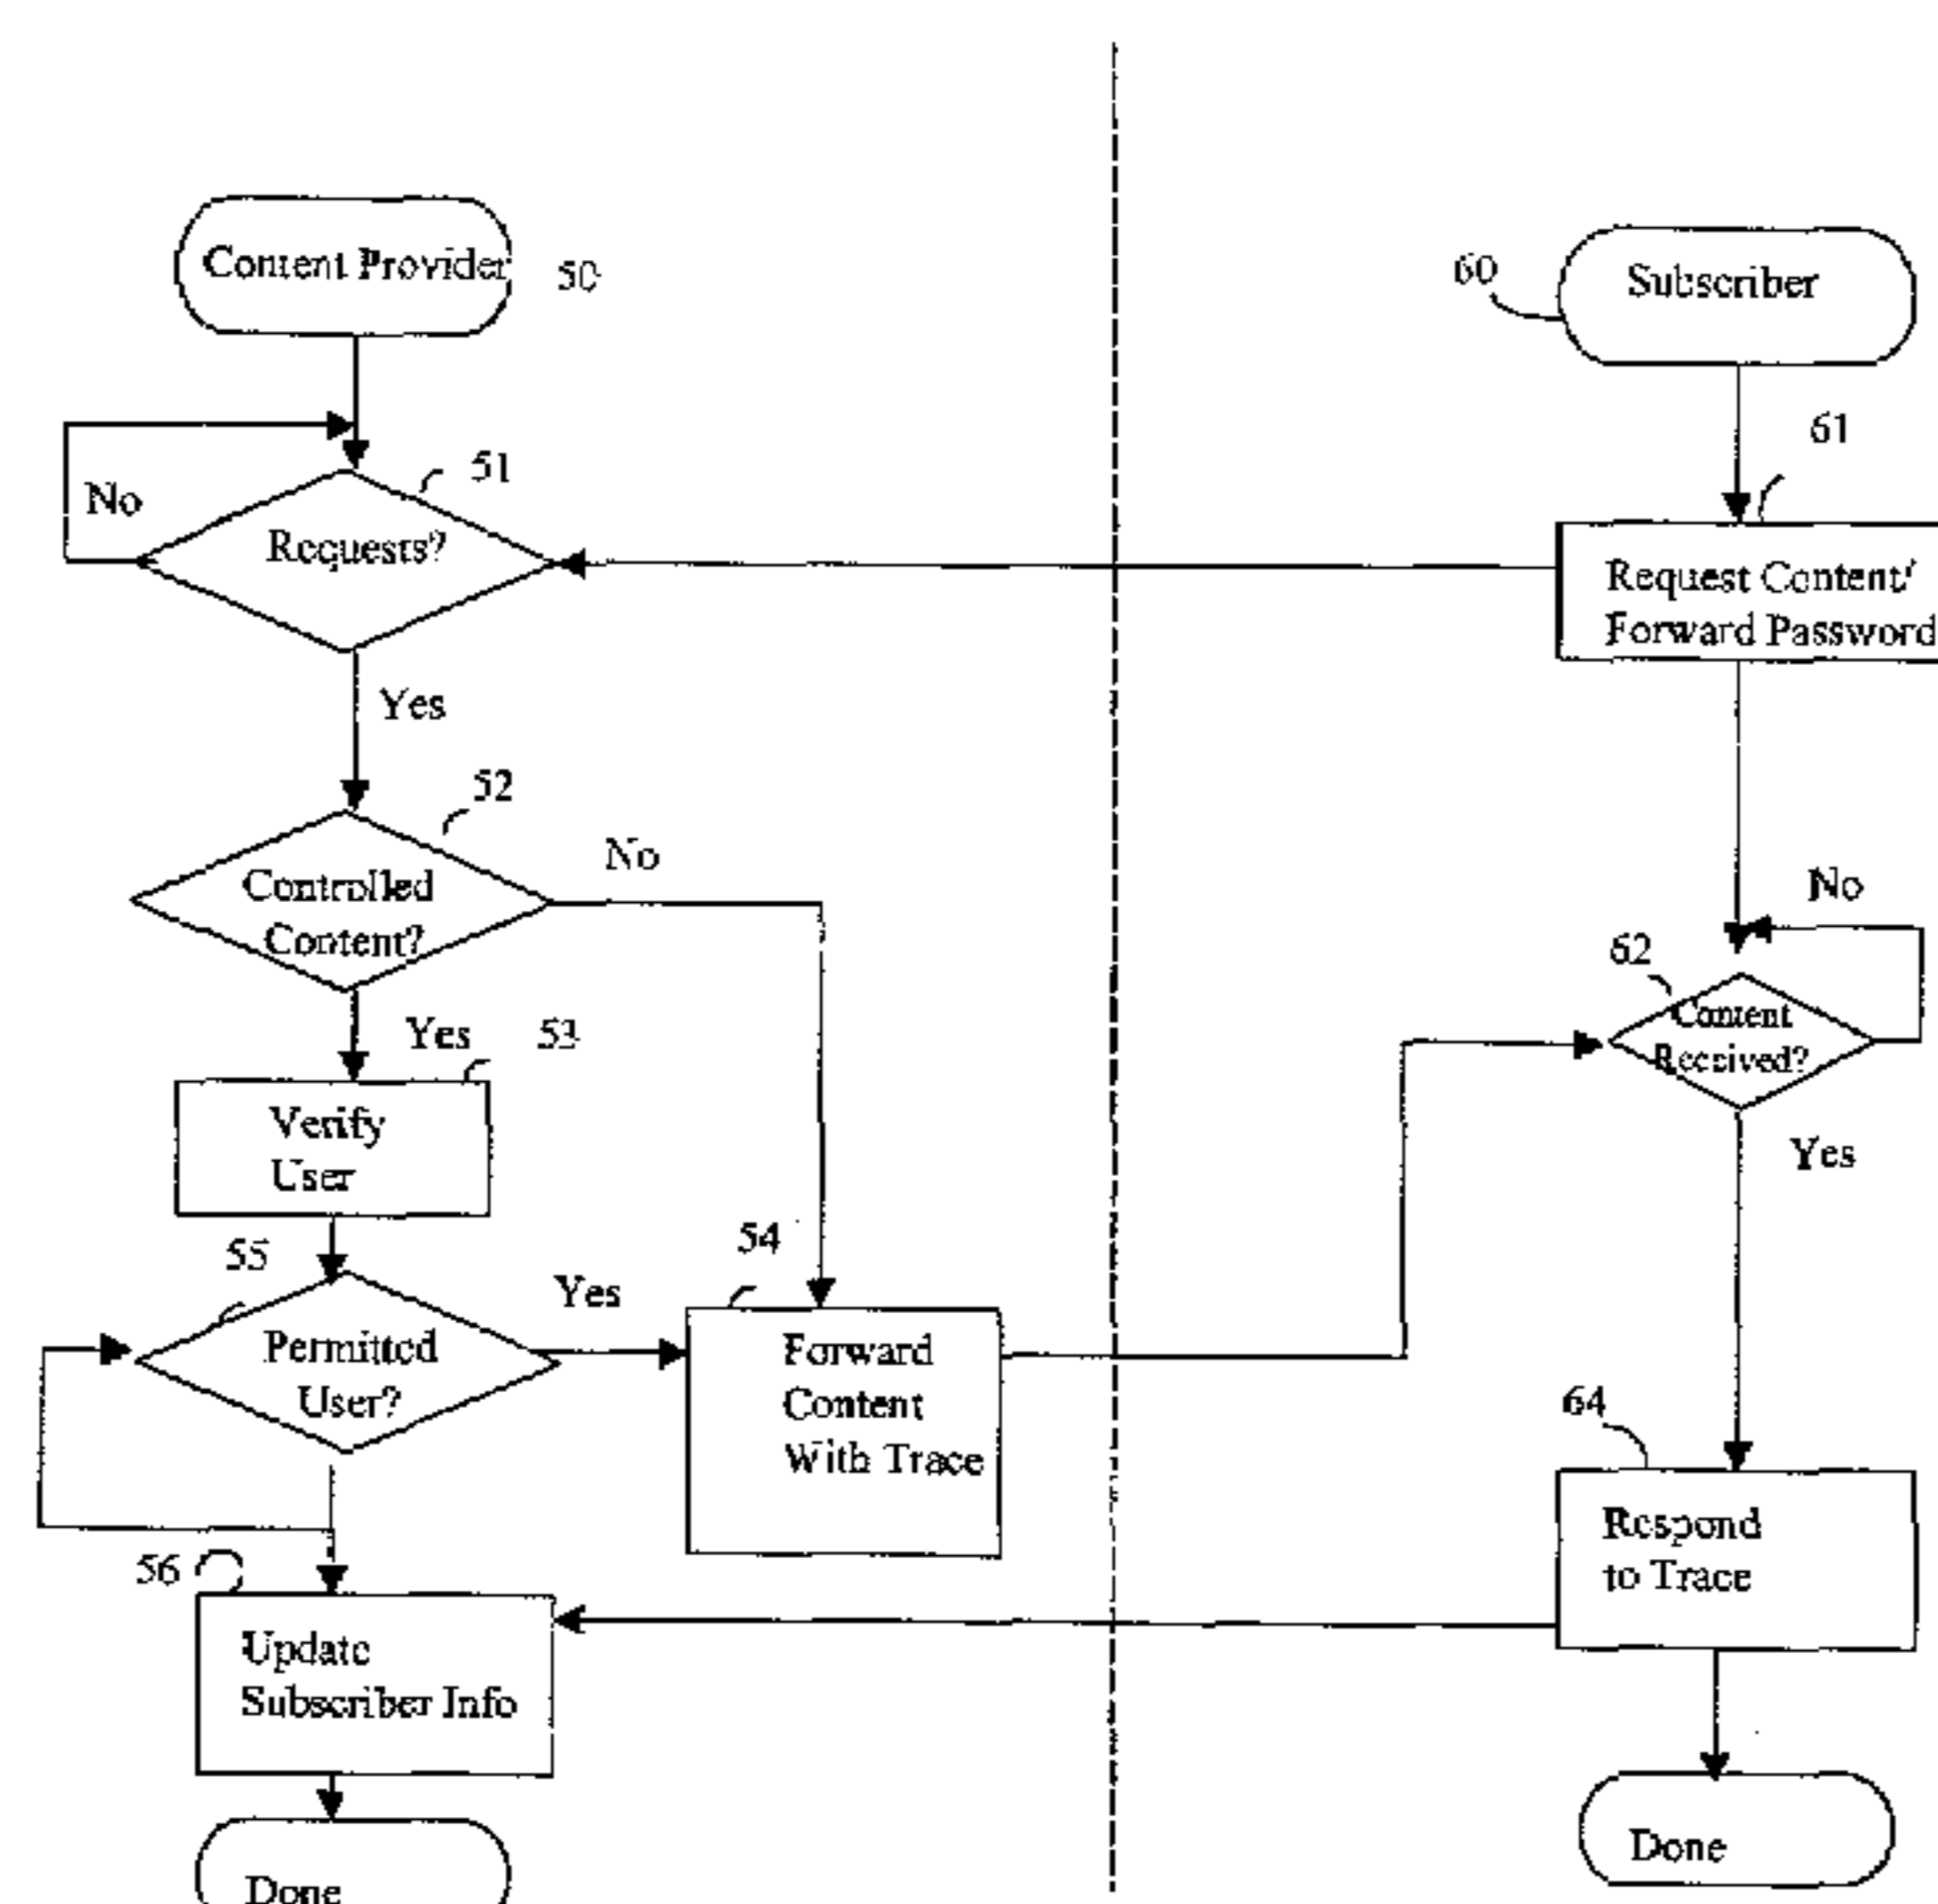 Content Provider
50
No
51
Requests?
Yes
52
Controlled
Content?
No
Yes
53
Verify
User
55
Permitted
User?
Yes
54
Forward
Content
With Trace
56
Update
Subscriber Info
Done
60
Subscriber
61
Request Content/
Forward Password
No
62
Content
Received?
Yes
64
Respond
to Trace
Done